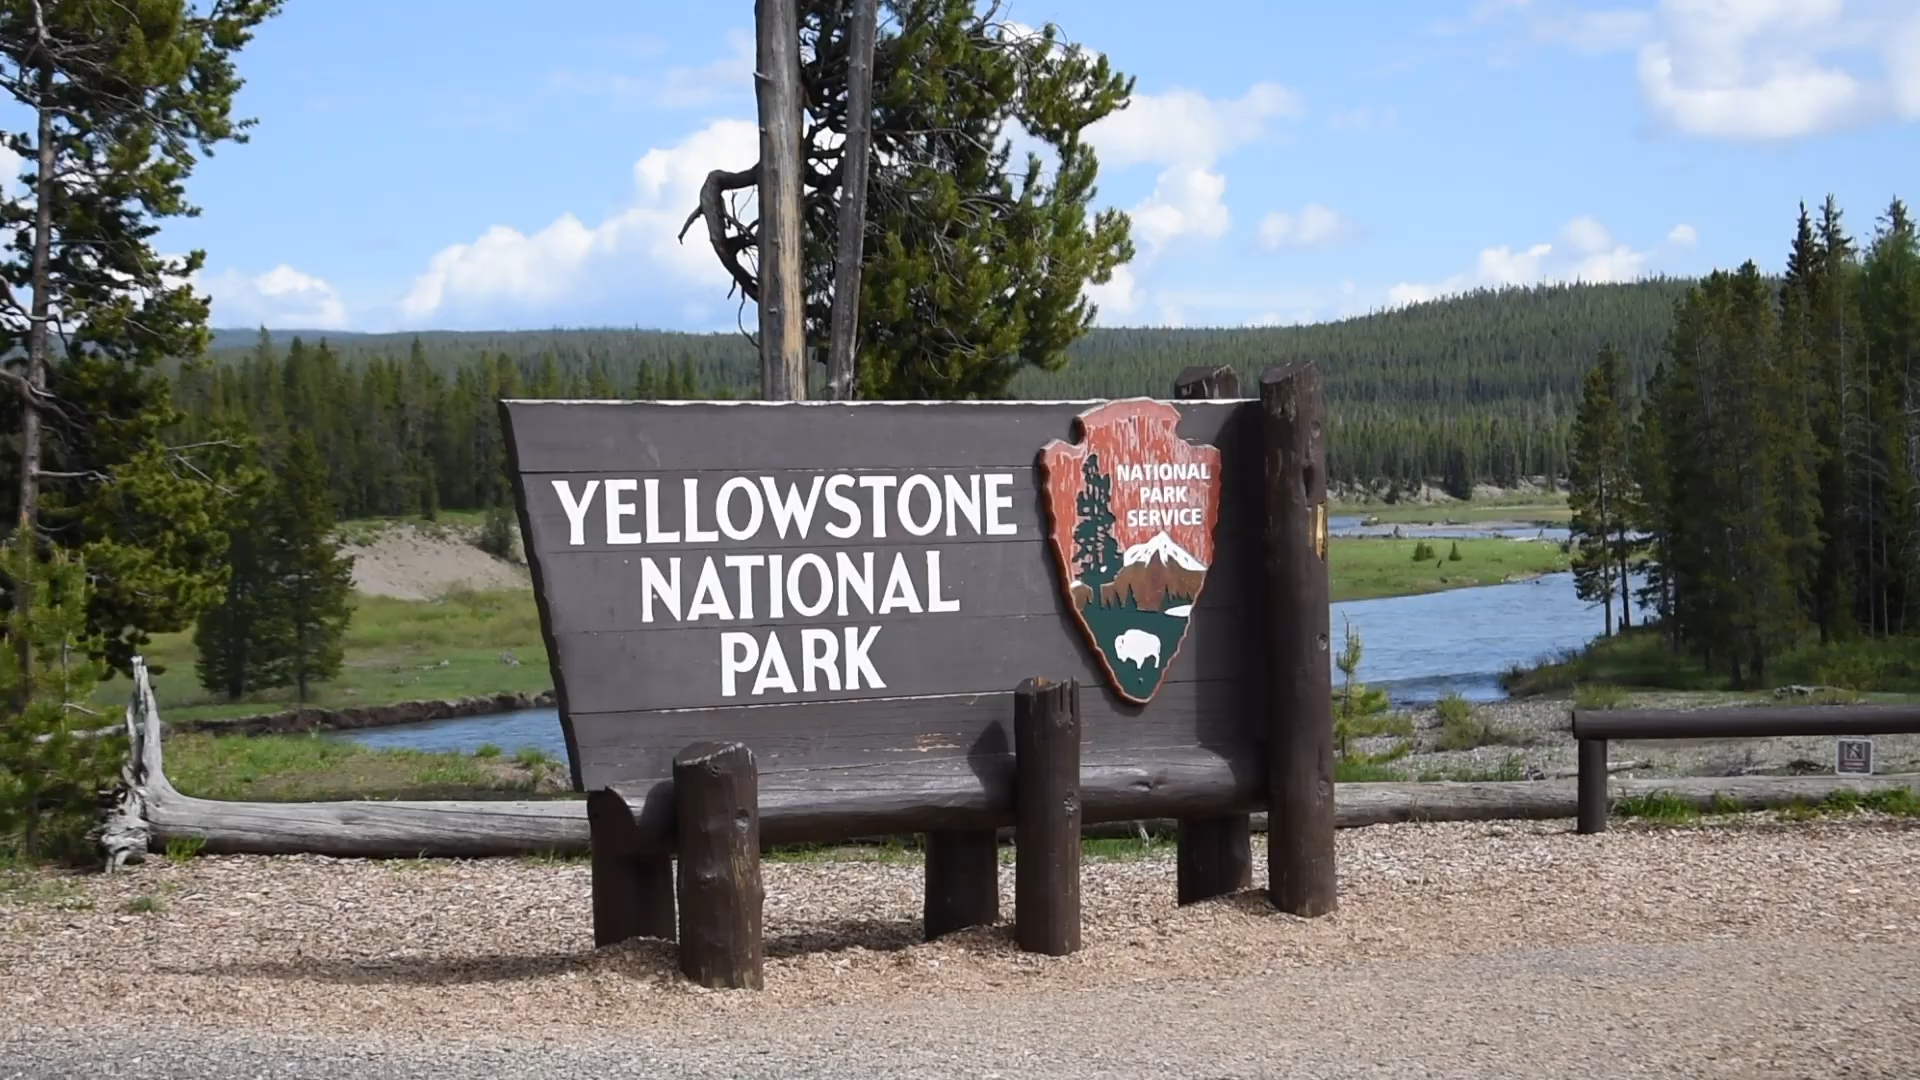 YELLOWSTONE
NATIONAL
PARK
NATIONAL
PARK
SERVICE